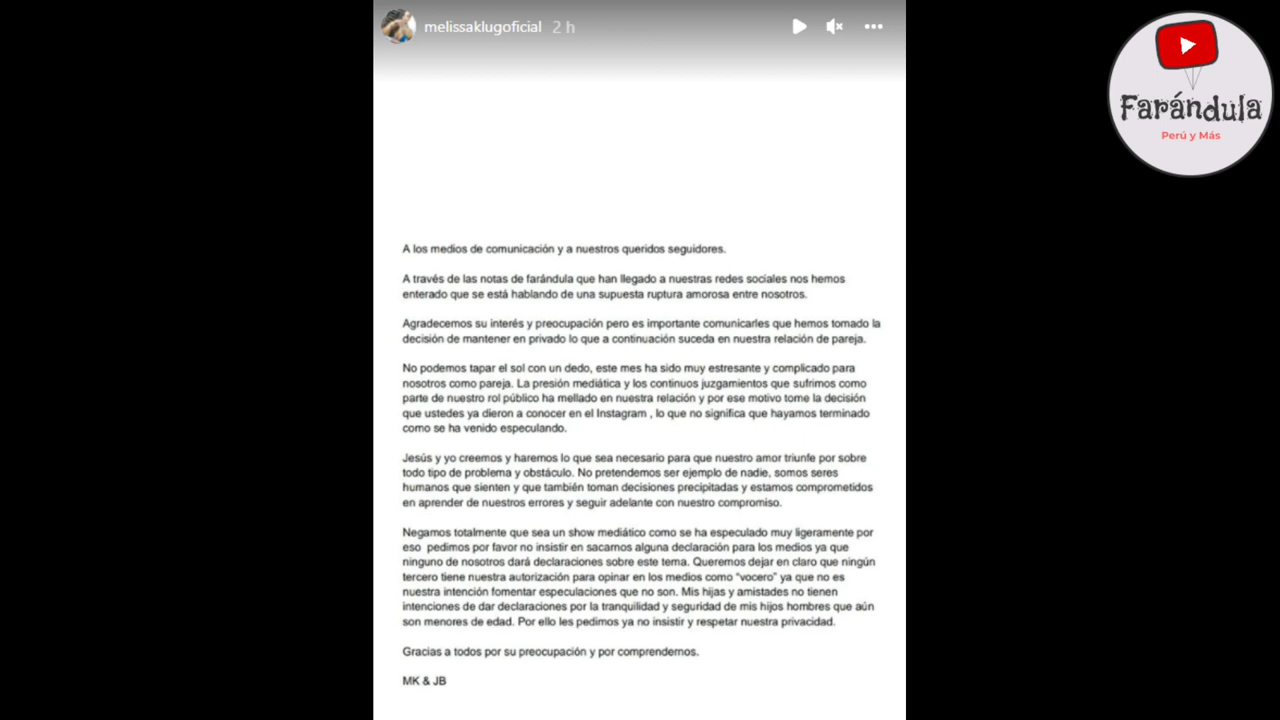 melissaklugoficial 2 h
Farándula
Perú y Más
A los medios de comunicación y a nuestros queridos seguidores.
A través de las notas de farándula que han llegado a nuestras redes sociales nos hemos
enterado que se está hablando de una supuesta ruptura amorosa entre nosotros.
Agradecemos su interés y preocupación pero es importante comunicarles que hemos tomado la
decisión de mantener en privado lo que a continuación suceda en nuestra relación de pareja.
No podemos tapar el sol con un dedo, este mes ha sido muy estresante y complicado para
nosotros como pareja. La presión mediática y los continuos juzgamientos que sufrimos como
parte de nuestro rol público ha mellado en nuestra relación y por ese motivo tome la decisión
que ustedes ya dieron a conocer en el Instagram , lo que no significa que hayamos terminado
como se ha venido especulando.
Jesús y yo creemos y haremos lo que sea necesario para que nuestro amor triunfe por sobre
todo tipo de problema y obstáculo. No pretendemos ser ejemplo de nadie, somos seres
humanos que sienten y que también toman decisiones precipitadas y estamos comprometidos
en aprender de nuestros errores y seguir adelante con nuestro compromiso.
Negamos totalmente que sea un show mediático como se ha especulado muy ligeramente por
eso  pedimos por favor no insistir en sacarnos alguna declaración para los medios ya que
ninguno de nosotros dará declaraciones sobre este tema. Queremos dejar en claro que ningún
tercero tiene nuestra autorización para opinar en los medios como “vocero” ya que no es
nuestra intención fomentar especulaciones que no son. Mis hijas y amistades no tienen
intenciones de dar declaraciones por la tranquilidad y seguridad de mis hijos hombres que aún
son menores de edad. Por ello les pedimos ya no insistir y respetar nuestra privacidad.
Gracias a todos por su preocupación y por comprendernos.
MK & JB